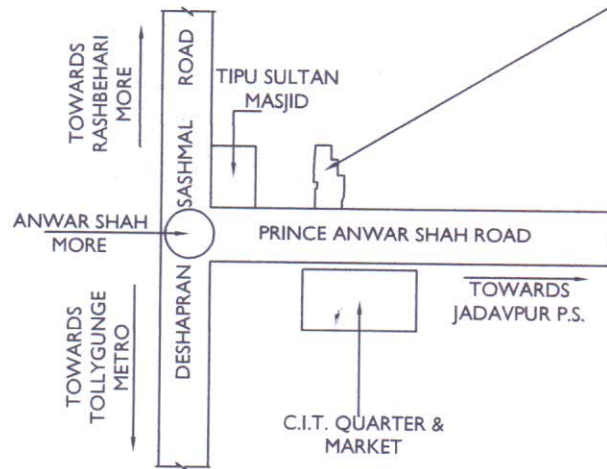 TOWARDS
RASHBEHARI
MORE
DESHAPRAN SASHMAL ROAD
TIPU SULTAN
MASJID
ANWAR SHAH
MORE
PRINCE ANWAR SHAH ROAD
TOWARDS
JADAVPUR P.S.
TOWARDS
TOLLYGUNGE
METRO
C.I.T. QUARTER &
MARKET